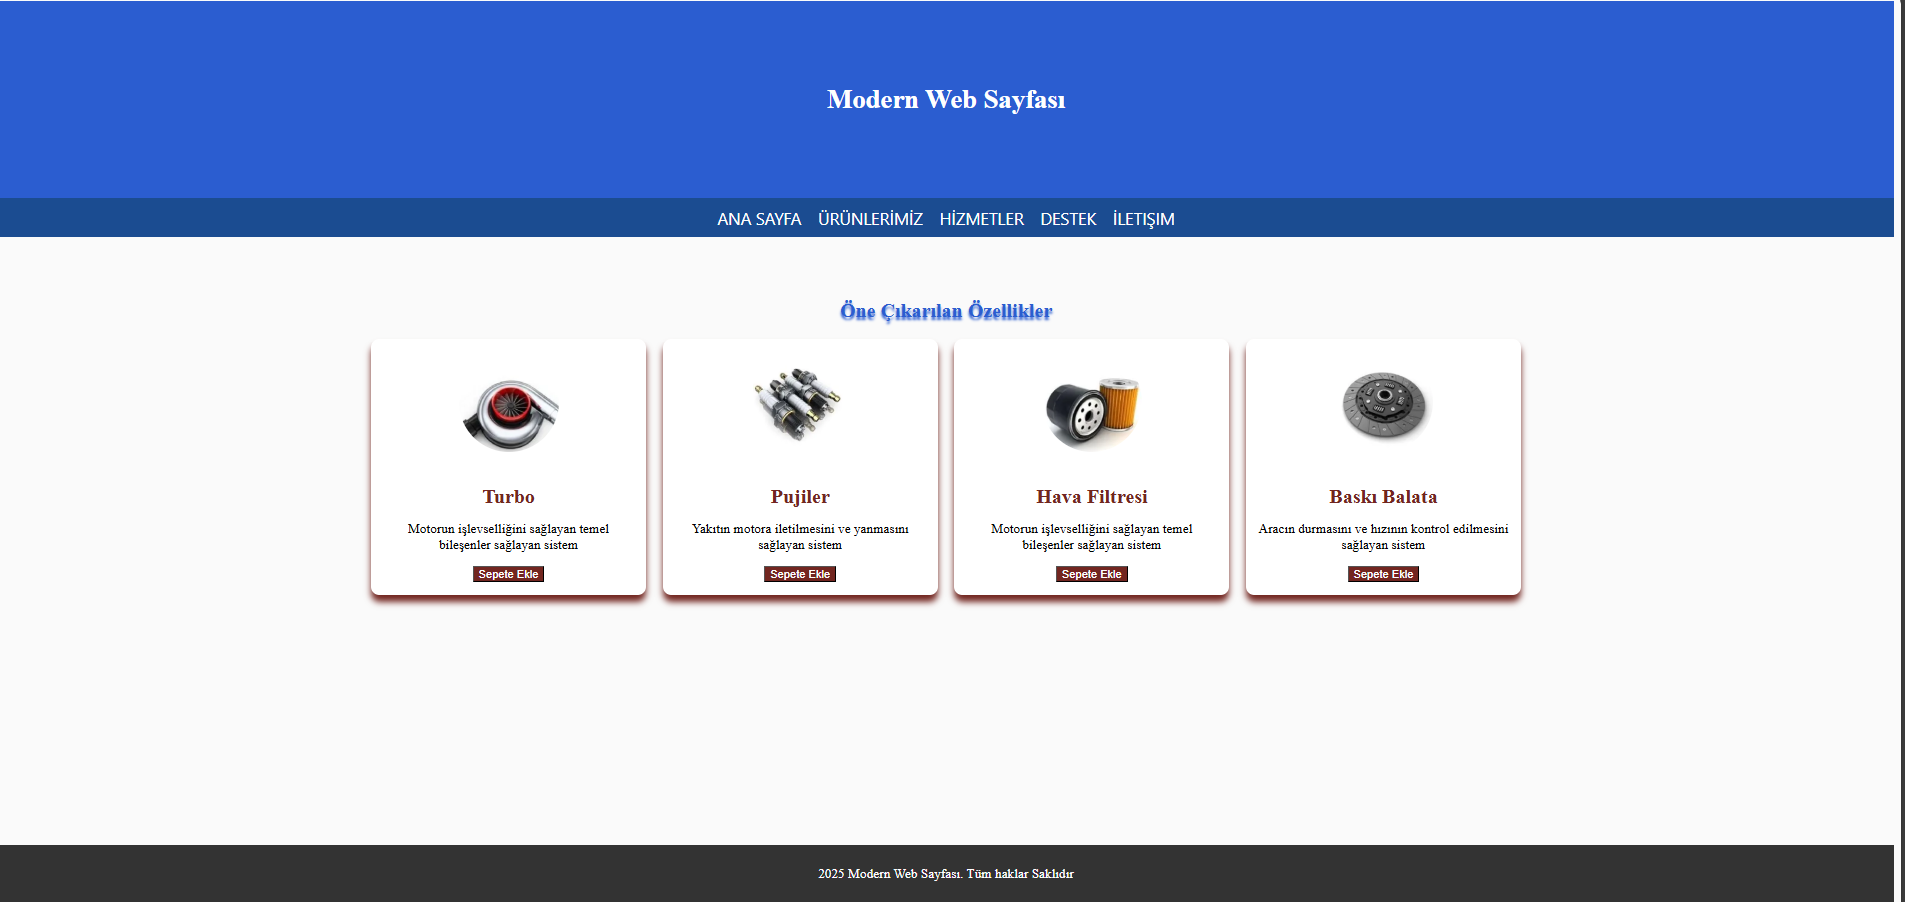 Modern Web Sayfası
ANA SAYFA ÜRÜNLERİMİZ HİZMETLER DESTEK İLETIŞIM
Öne Çıkarılan Özellikler
Turbo
Motorun işlevselliğini sağlayan temel
bileşenler sağlayan sistem
Sepete Ekle
Pujiler
Yakıtın motora iletilmesini ve yanmasını
sağlayan sistem
Sepete Ekle
Hava Filtresi
Motorun işlevselliğini sağlayan temel
bileşenler sağlayan sistem
Sepete Ekle
Baskı Balata
Aracın durmasını ve hızının kontrol edilmesini
sağlayan sistem
Sepete Ekle
2025 Modern Web Sayfası. Tüm haklar Saklıdır